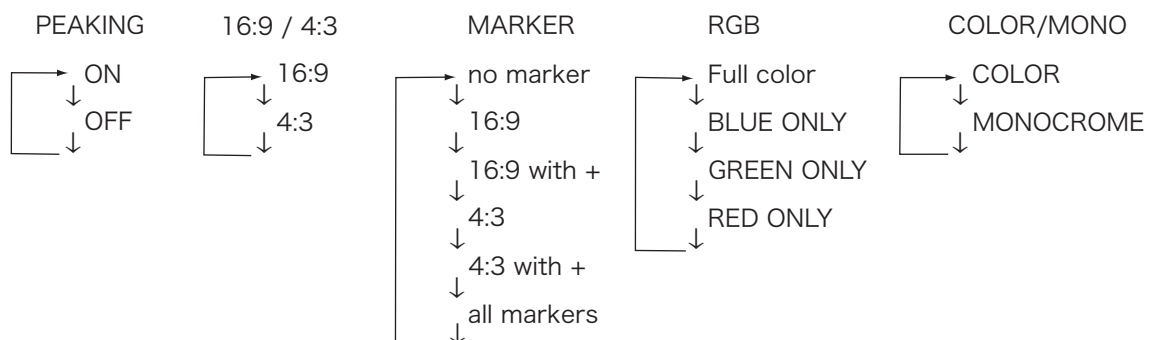 PEAKING
ON
OFF
16:9 / 4:3
16:9
4:3
MARKER
no marker
16:9
16:9 with +
4:3
4:3 with +
all markers
RGB
Full color
BLUE ONLY
GREEN ONLY
RED ONLY
COLOR/MONO
COLOR
MONOCROME